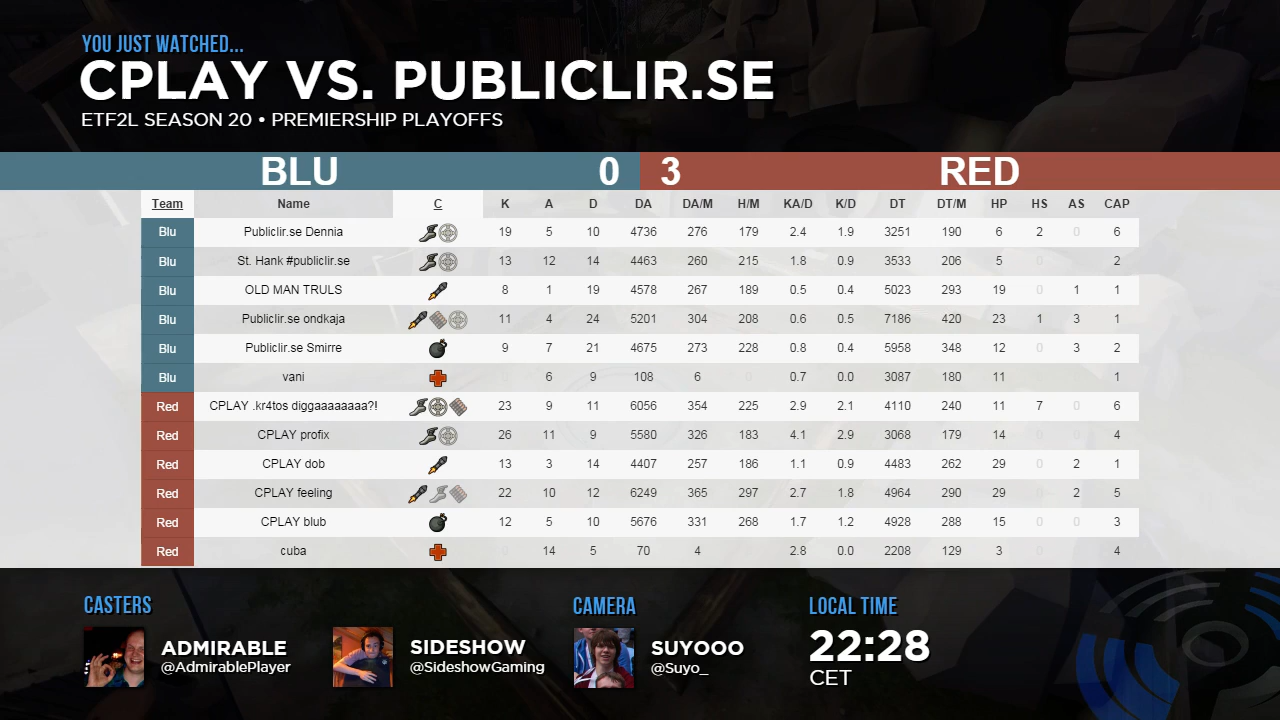 YOU JUST WATCHED...
CPLAY VS. PUBLICLIR.SE
ETF2L SEASON 20 • PREMIERSHIP PLAYOFFS
BLU 0 3 RED
Team Name C K A D DA DA/M H/M KA/D K/D DT DT/M HP HS AS CAP
Blu Publiclir.se Dennia 19 5 10 4736 276 179 2.4 1.9 3251 190 6 2 0 6
Blu St. Hank #publiclir.se 13 12 14 4463 260 215 1.8 0.9 3533 206 5 0 2
Blu OLD MAN TRULS 8 1 19 4578 267 189 0.5 0.4 5023 293 19 0 1 1
Blu Publiclir.se ondkaja 11 4 24 5201 304 208 0.6 0.5 7186 420 23 1 3 1
Blu Publiclir.se Smirre 9 7 21 4675 273 228 0.8 0.4 5958 348 12 0 3 2
Blu vani 6 9 108 6 0 0.7 0.0 3087 180 11 1
Red CPLAY .kr4tos diggaaaaaaaa?! 23 9 11 6056 354 225 2.9 2.1 4110 240 11 7 0 6
Red CPLAY profix 26 11 9 5580 326 183 4.1 2.9 3068 179 14 0 0 4
Red CPLAY dob 13 3 14 4407 257 186 1.1 0.9 4483 262 29 0 2 1
Red CPLAY feeling 22 10 12 6249 365 297 2.7 1.8 4964 290 29 0 2 5
Red CPLAY blub 12 5 10 5676 331 268 1.7 1.2 4928 288 15 0 0 3
Red cuba 0 14 5 70 4 2.8 0.0 2208 129 3 0 4
CASTERS
ADMIRABLE
@AdmirablePlayer
SIDESHOW
@SideshowGaming
CAMERA
SUYOOO
@Suyo_
LOCAL TIME
22:28
CET